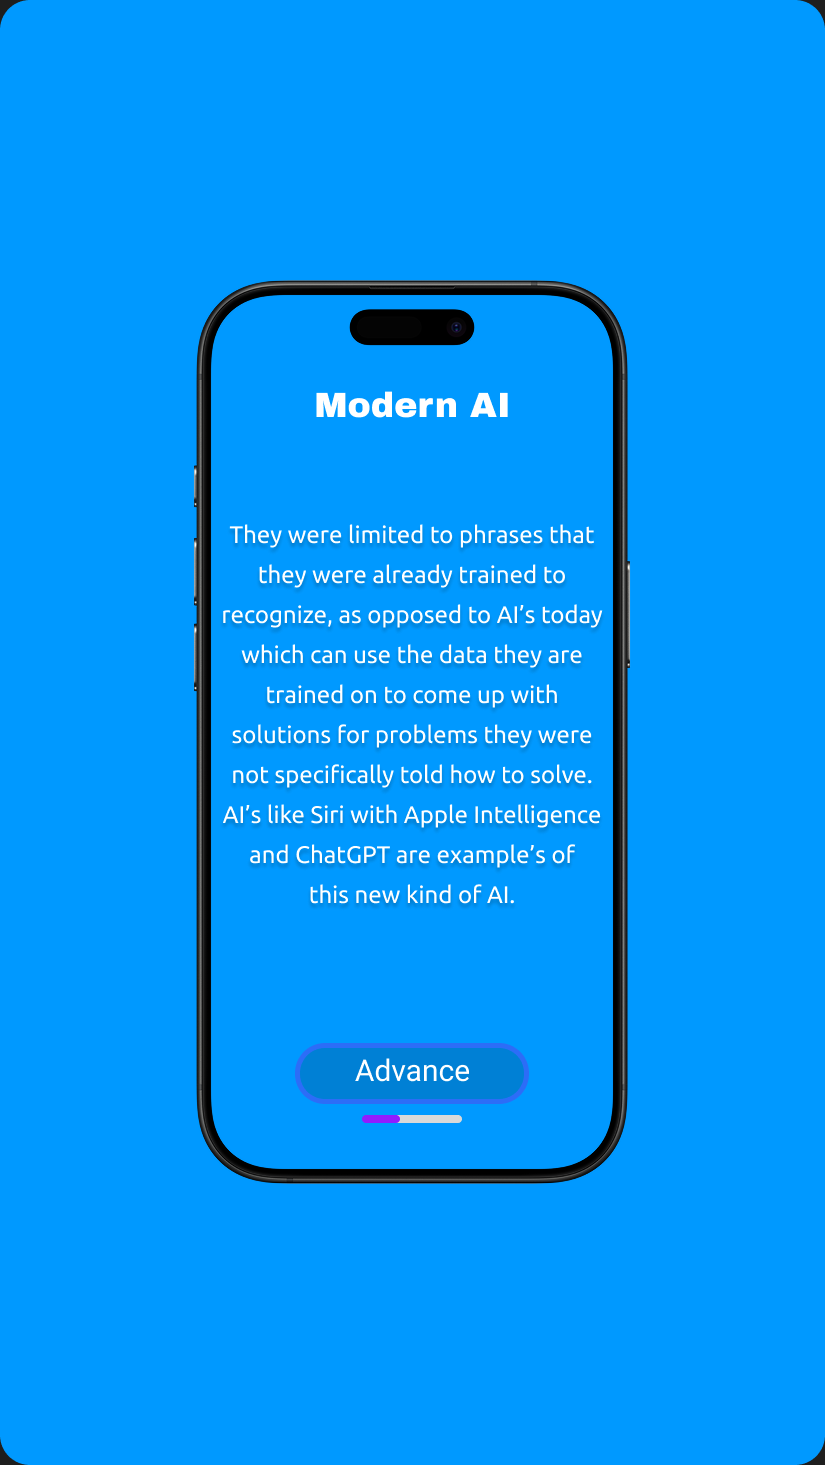 Modern AI
They were limited to phrases that
they were already trained to
recognize, as opposed to AI’s today
which can use the data they are
trained on to come up with
solutions for problems they were
not specifically told how to solve.
AI’s like Siri with Apple Intelligence
and ChatGPT are example’s of
this new kind of AI.
Advance